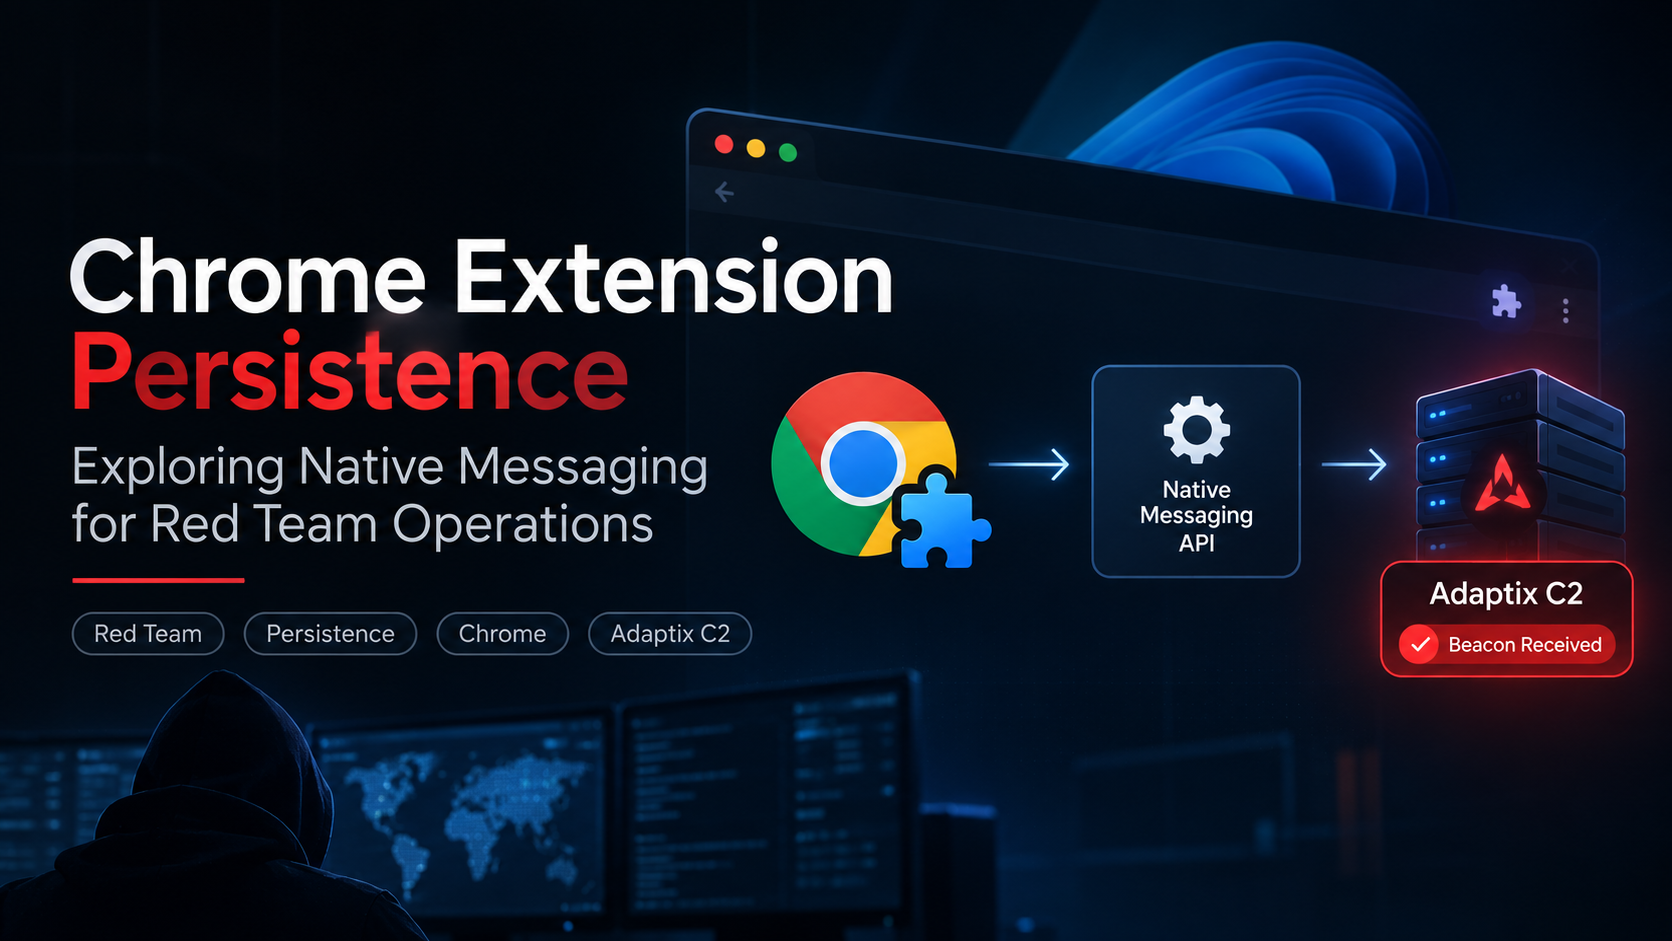 Chrome Extension
Persistence
Exploring Native Messaging
for Red Team Operations
Red Team
Persistence
Chrome
Adaptix C2
Native
Messaging
API
Adaptix C2
Beacon Received